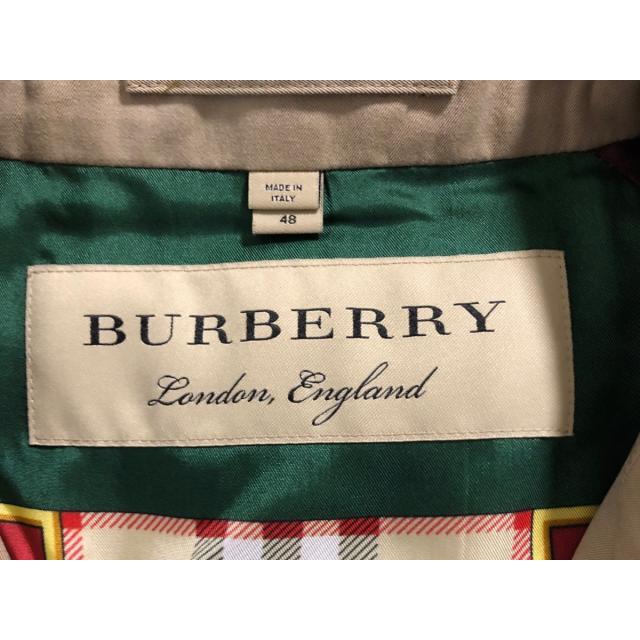 MADE IN
ITALY
48
BURBERRY
London, England